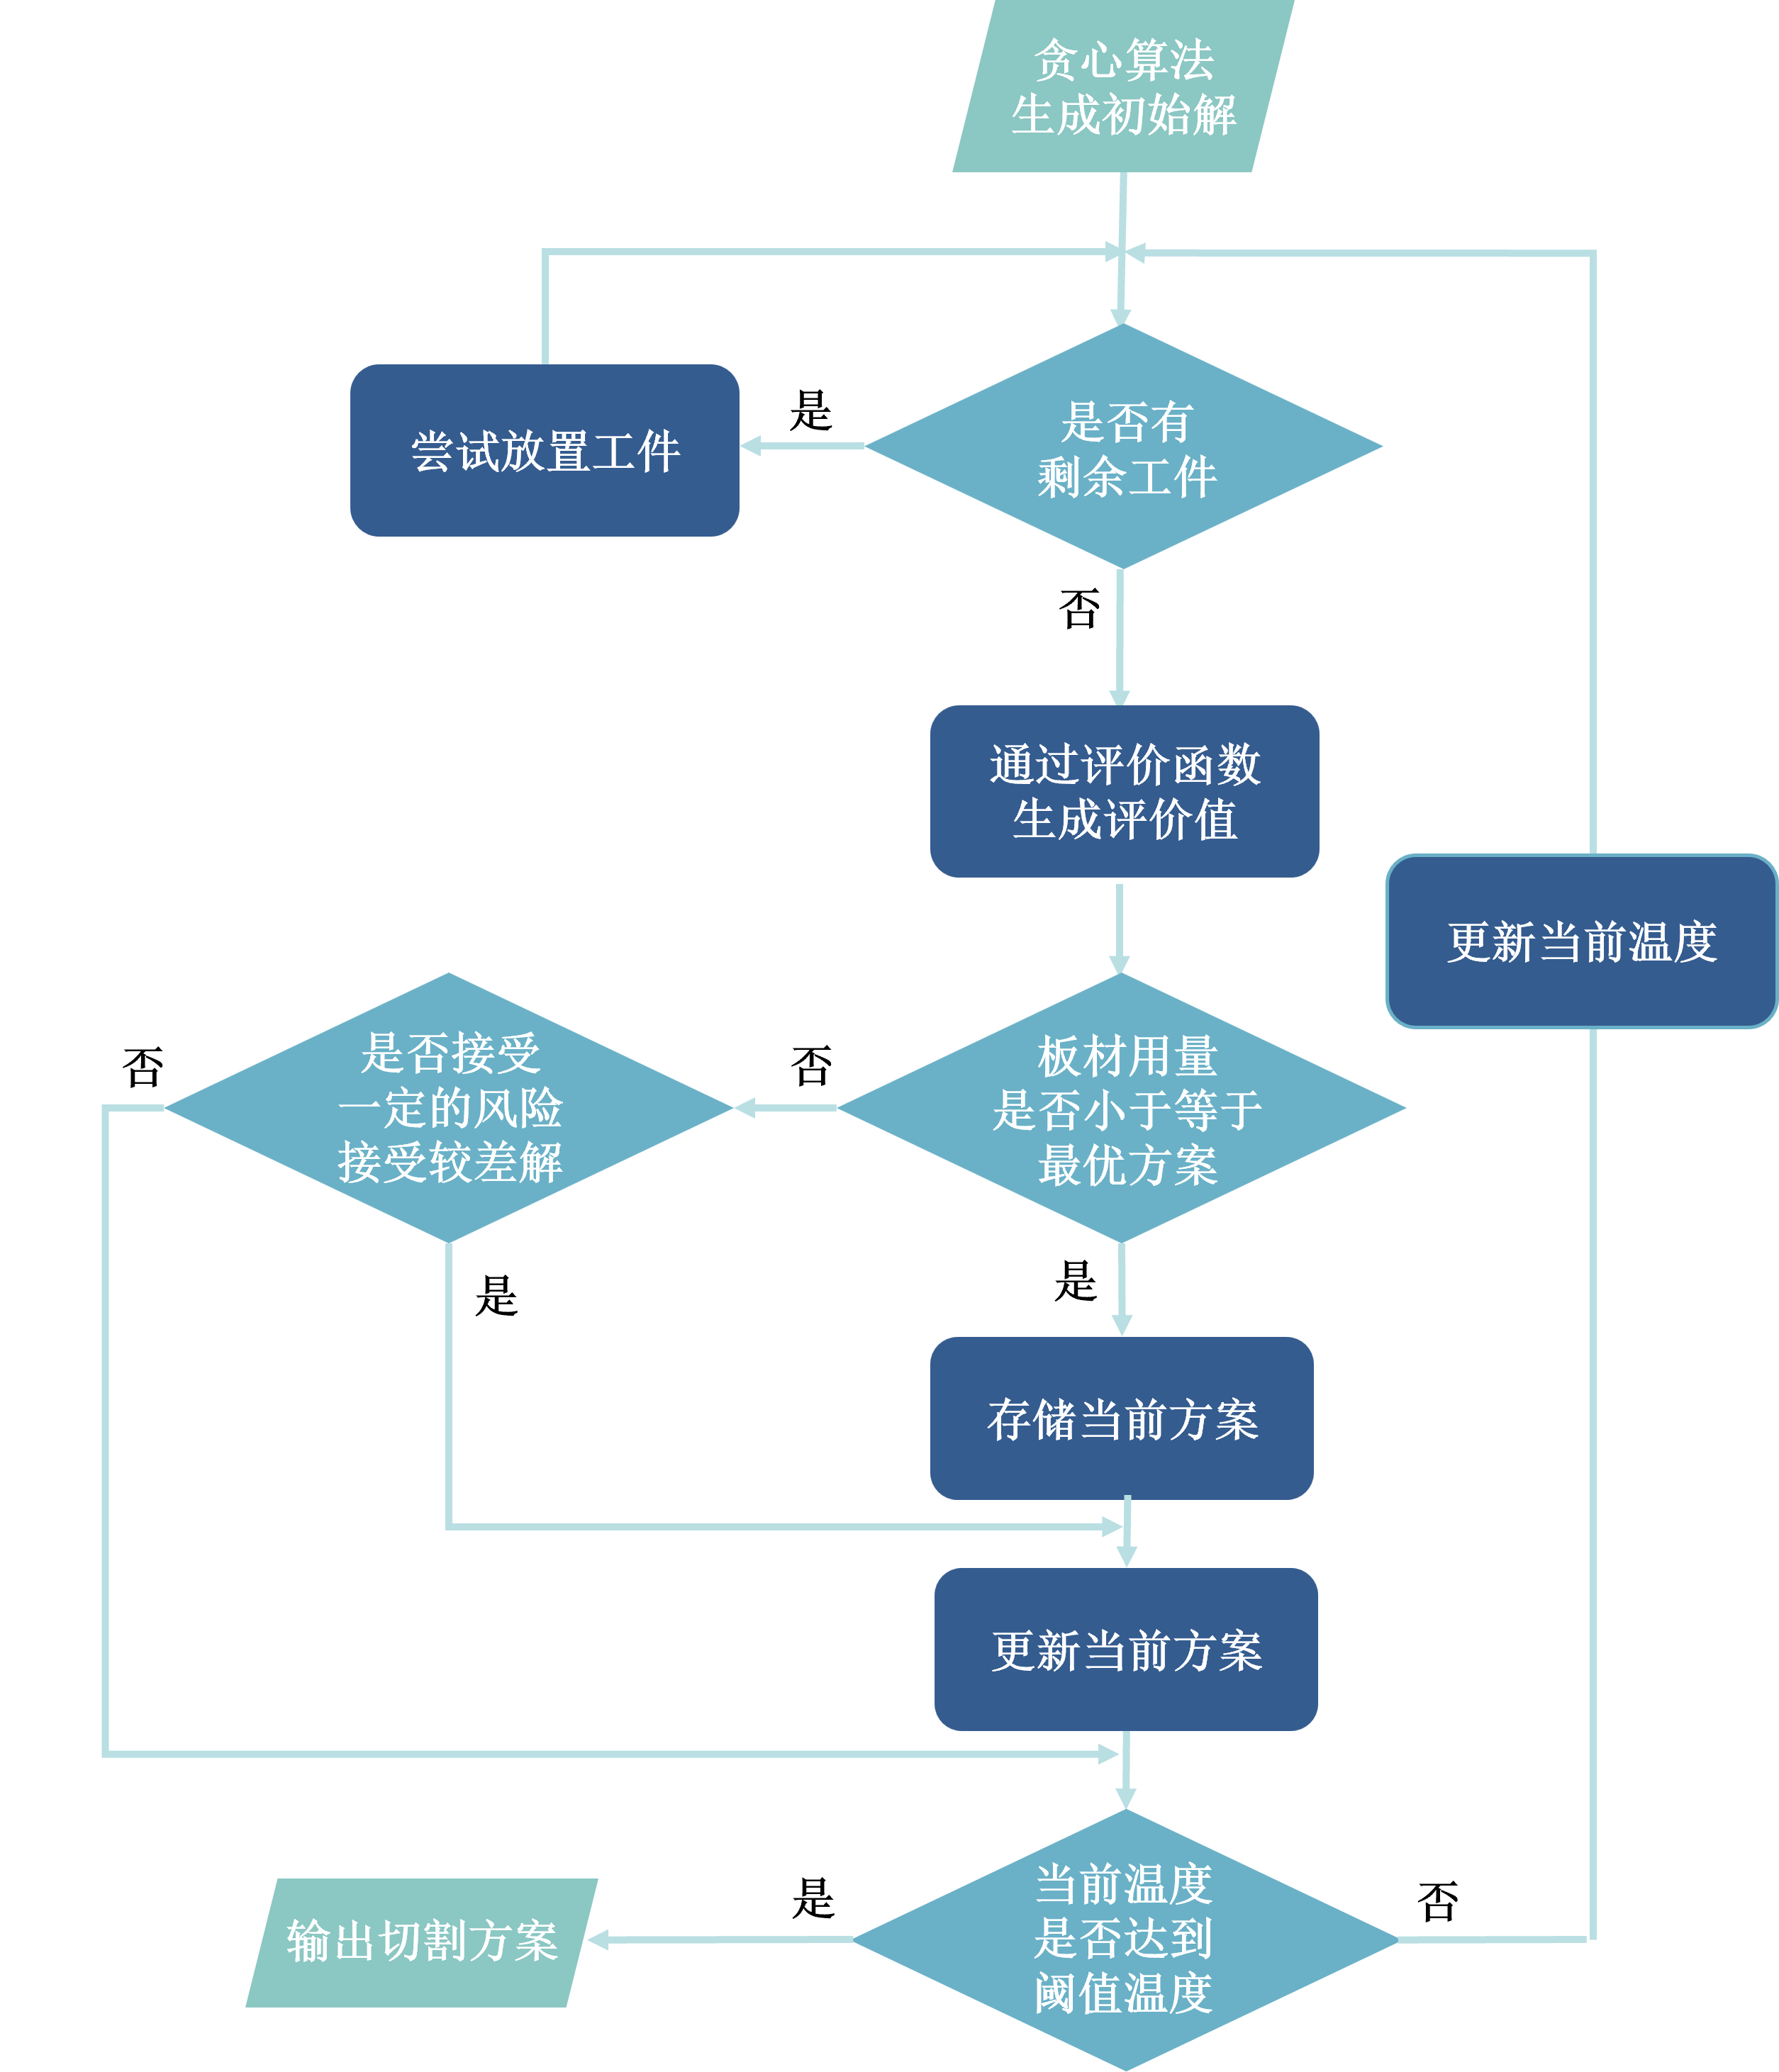 贪心算法
生成初始解
是
尝试放置工件
是否有
剩余工件
否
通过评价函数
生成评价值
更新当前温度
否
是否接受
一定的风险
接受较差解
否
板材用量
是否小于等于
最优方案
是
是
存储当前方案
更新当前方案
当前温度
是否达到
阈值温度
是
否
输出切割方案